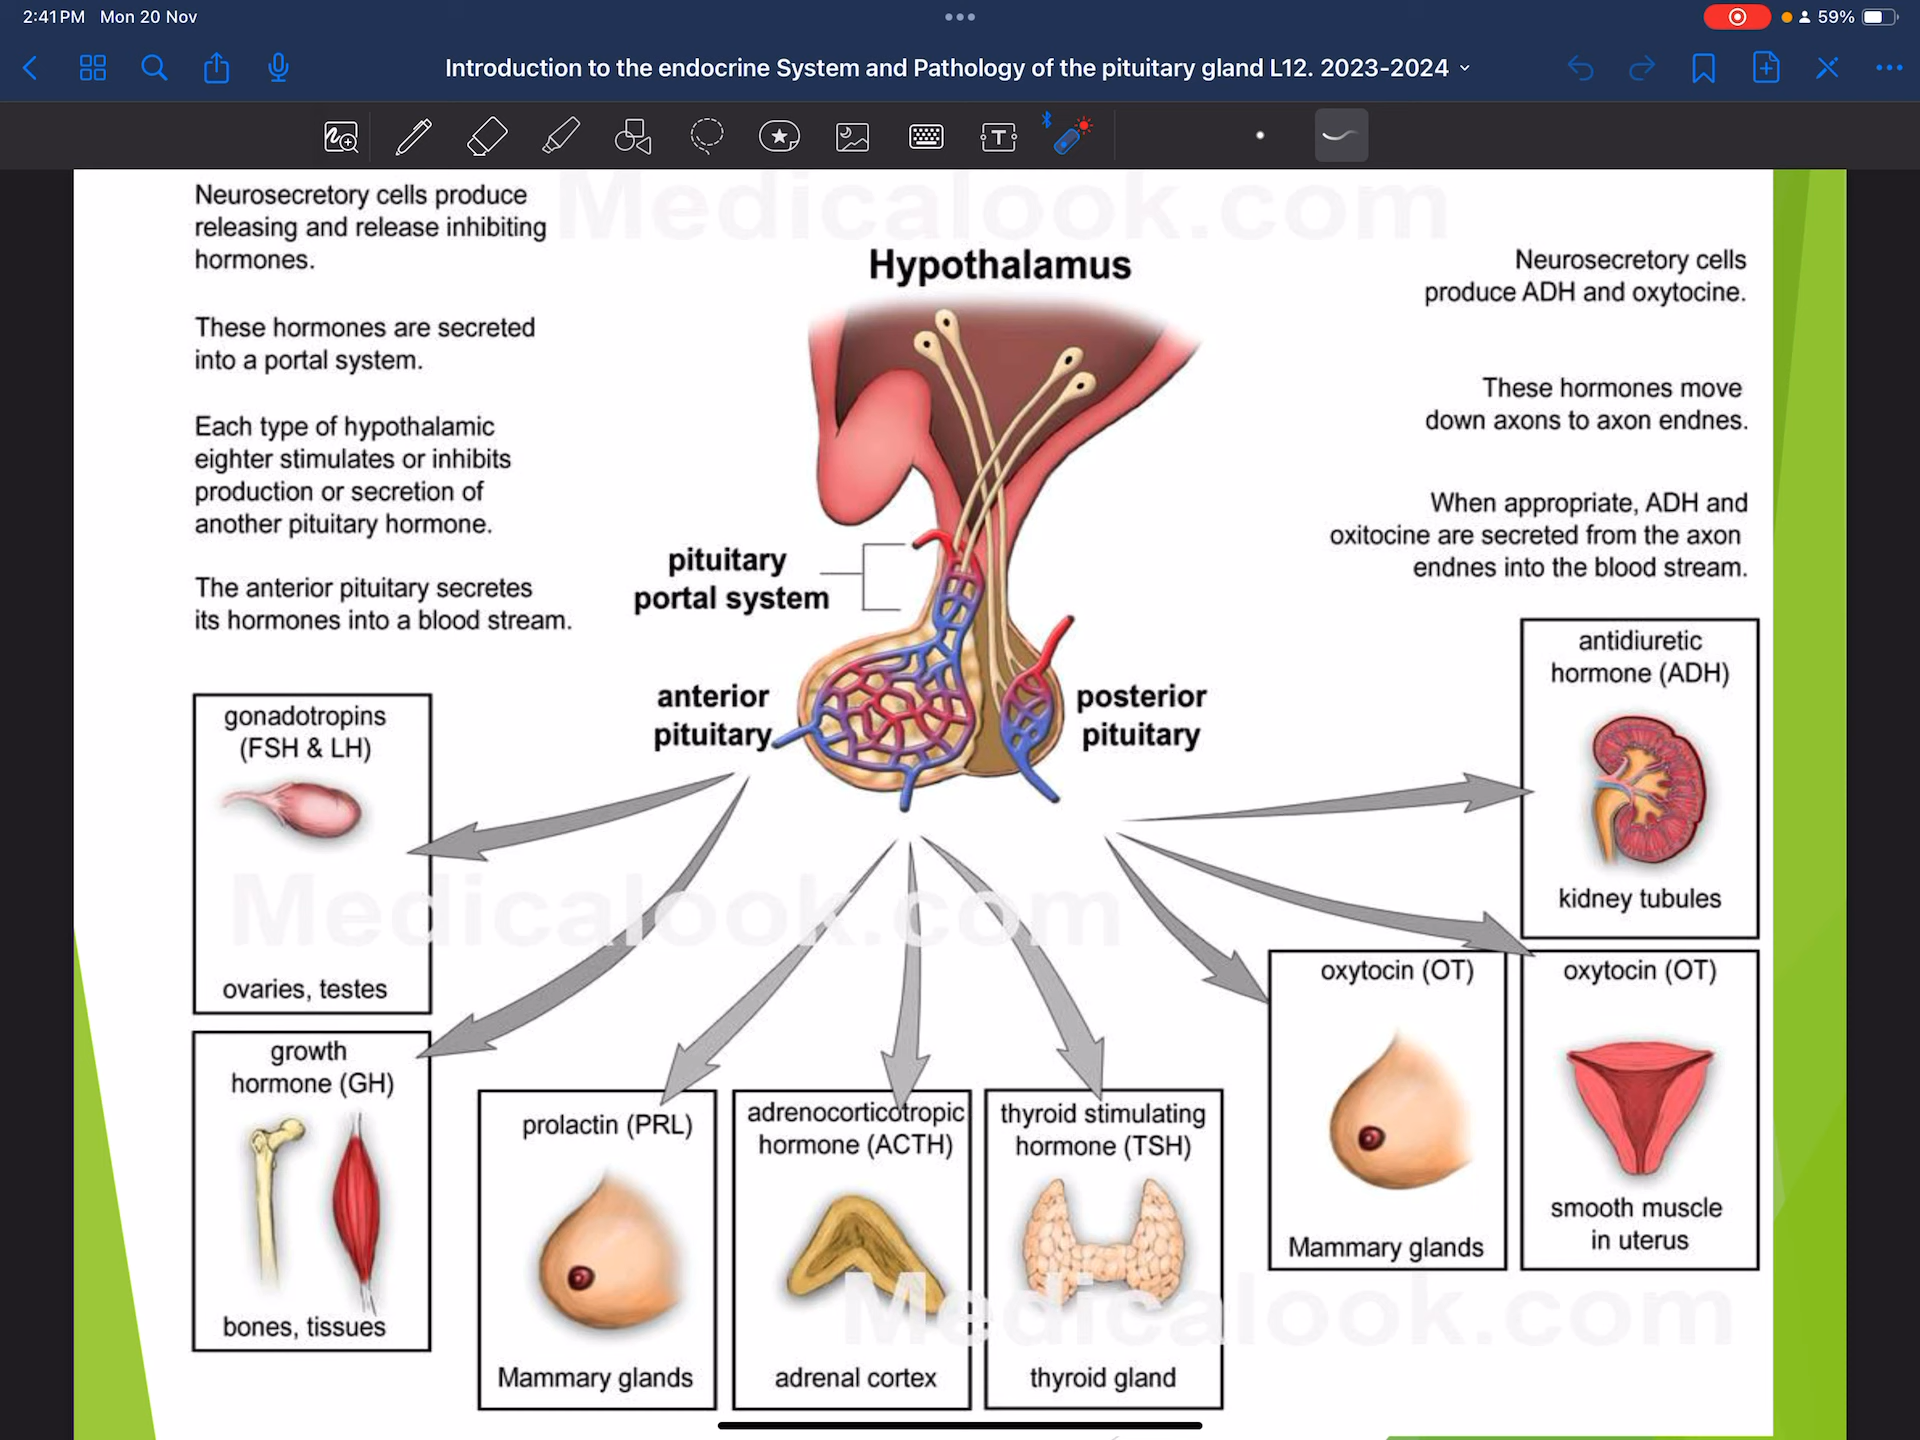 2:41 PM Mon 20 Nov
59%
Introduction to the endocrine System and Pathology of the pituitary gland L12. 2023-2024
Medicalook.com
Neurosecretory cells produce
releasing and release inhibiting
hormones.
These hormones are secreted
into a portal system.
Each type of hypothalamic
eighter stimulates or inhibits
production or secretion of
another pituitary hormone.
The anterior pituitary secretes
its hormones into a blood stream.
Hypothalamus
Neurosecretory cells
produce ADH and oxytocine.
These hormones move
down axons to axon endnes.
When appropriate, ADH and
oxitocine are secreted from the axon
endnes into the blood stream.
pituitary
portal system
anterior
pituitary
posterior
pituitary
gonadotropins
(FSH & LH)
ovaries, testes
growth
hormone (GH)
bones, tissues
prolactin (PRL)
Mammary glands
adrenocorticotropic
hormone (ACTH)
adrenal cortex
thyroid stimulating
hormone (TSH)
thyroid gland
oxytocin (OT)
Mammary glands
oxytocin (OT)
smooth muscle
in uterus
antidiuretic
hormone (ADH)
kidney tubules
Medicalook.com
Medicalook.com